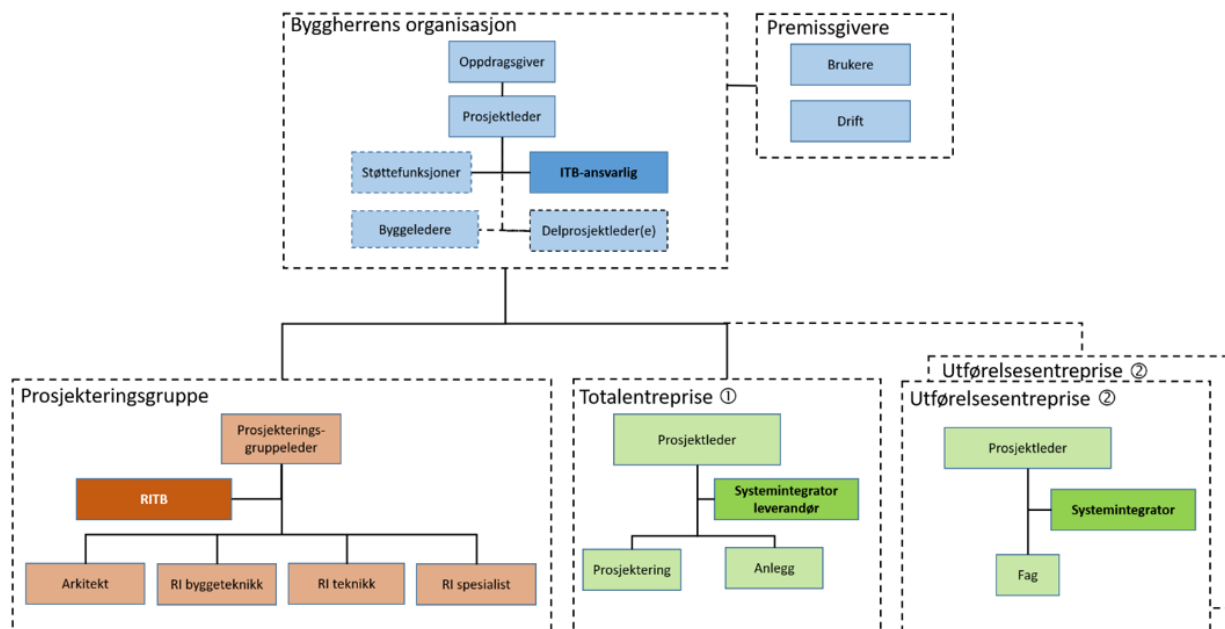 Byggherrens organisasjon
Oppdragsgiver
Prosjektleder
Støttefunksjoner
ITB-ansvarlig
Byggeledere
Delprosjektleder(e)
Premissgivere
Brukere
Drift
Prosjekteringsgruppe
Prosjekterings-
gruppeleder
RITB
Arkitekt
RI byggeteknikk
RI teknikk
RI spesialist
Totalentreprise ①
Prosjektleder
Systemintegrator
leverandør
Prosjektering
Anlegg
Utførelsesentreprise ②
Utførelsesentreprise ②
Prosjektleder
Systemintegrator
Fag